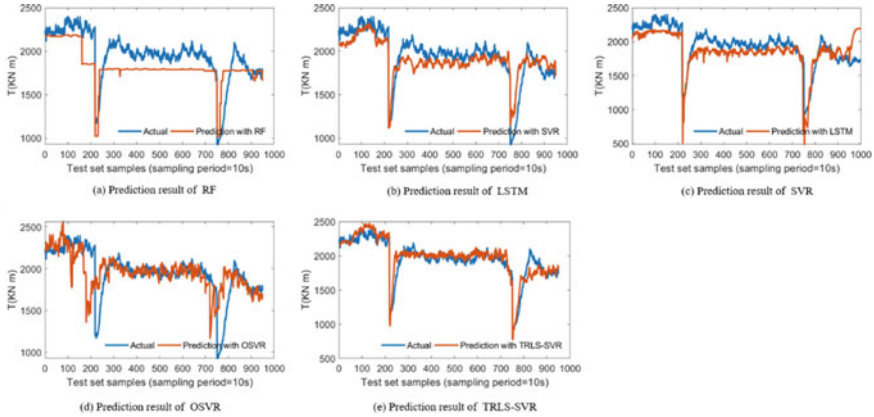 T(KN m)
2000
1500
1000
Actual
Prediction with RF
0 100 200 300 400 500 600 700 800 900 1000
Test set samples (sampling period=10s)
(a) Prediction result of RF
T(KN m)
2500
2000
1500
1000
Actual
Prediction with SVR
0 100 200 300 400 500 600 700 800 900 1000
Test set samples (sampling period=10s)
(b) Prediction result of LSTM
T(KN m)
2000
1500
1000
500
Actual
Prediction with LSTM
0 100 200 300 400 500 600 700 800 900 1000
Test set samples (sampling period=10s)
(c) Prediction result of SVR
T(KN m)
2500
2000
1500
1000
Actual
Prediction with OSVR
0 100 200 300 400 500 600 700 800 900 1000
Test set samples (sampling period=10s)
(d) Prediction result of OSVR
T(KN m)
2500
2000
1500
1000
500
Actual
Prediction with TRLS-SVR
0 100 200 300 400 500 600 700 800 900 1000
Test set samples (sampling period=10s)
(e) Prediction result of TRLS-SVR